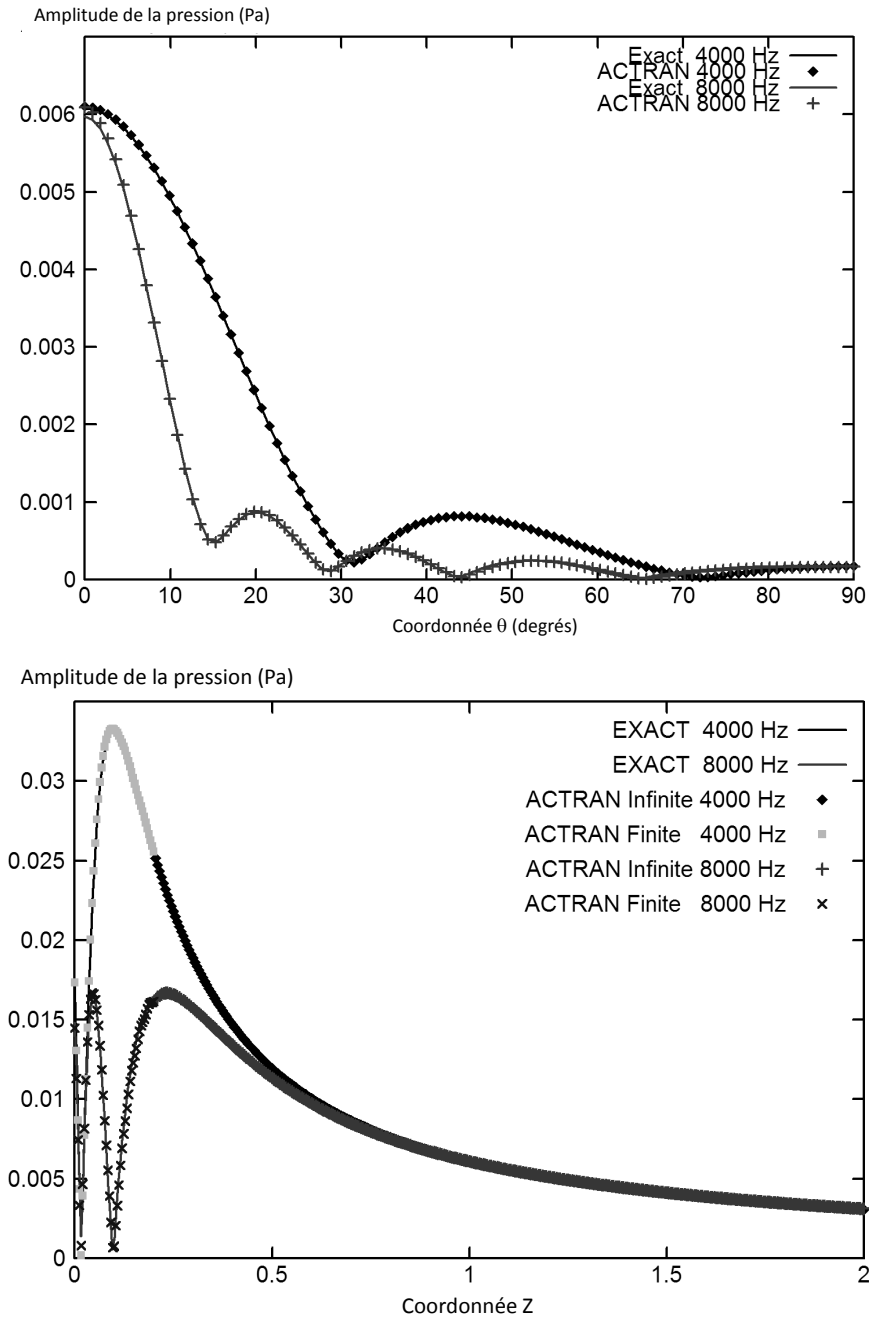 Amplitude de la pression (Pa)
Exact 4000 Hz
ACTRAN 4000 Hz
Exact 8000 Hz
ACTRAN 8000 Hz
0.006
0.005
0.004
0.003
0.002
0.001
0
0 10 20 30 40 50 60 70 80 90
Coordonnée θ (degrés)
Amplitude de la pression (Pa)
EXACT 4000 Hz
EXACT 8000 Hz
ACTRAN Infinite 4000 Hz
ACTRAN Finite 4000 Hz
ACTRAN Infinite 8000 Hz
ACTRAN Finite 8000 Hz
0.03
0.025
0.02
0.015
0.01
0.005
0
0 0.5 1 1.5 2
Coordonnée Z